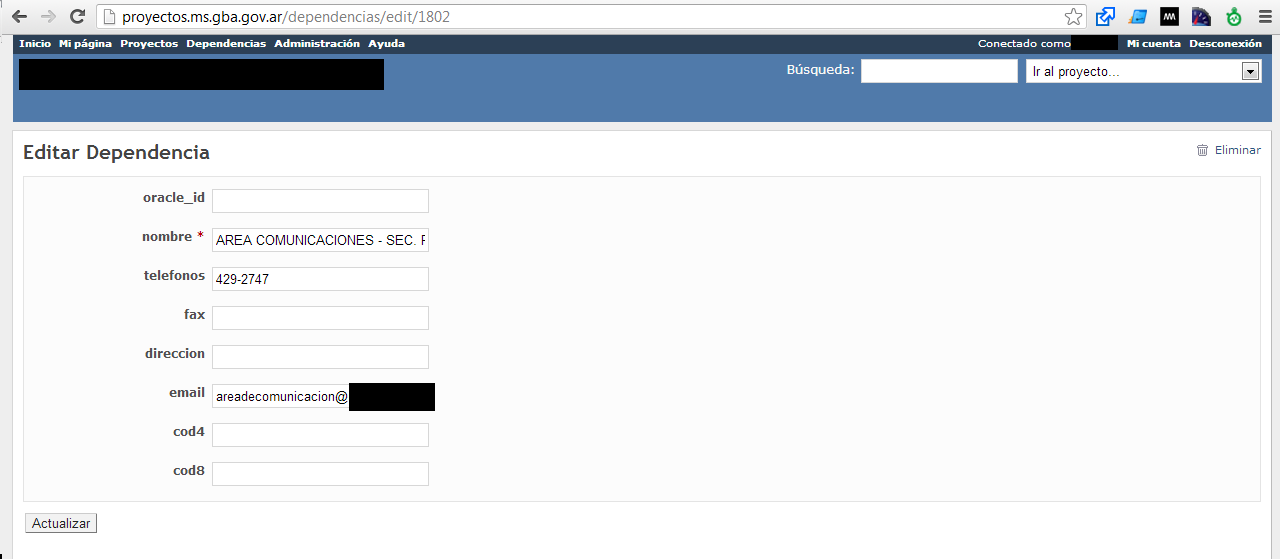 proyectos.ms.gba.gov.ar/dependencias/edit/1802
Inicio Mi página Proyectos Dependencias Administración Ayuda Conectado como Mi cuenta Desconexión
Búsqueda: Ir al proyecto...
Editar Dependencia Eliminar
oracle_id
nombre * AREA COMUNICACIONES - SEC.
telefonos 429-2747
fax
direccion
email areadecomunicacion@
cod4
cod8
Actualizar